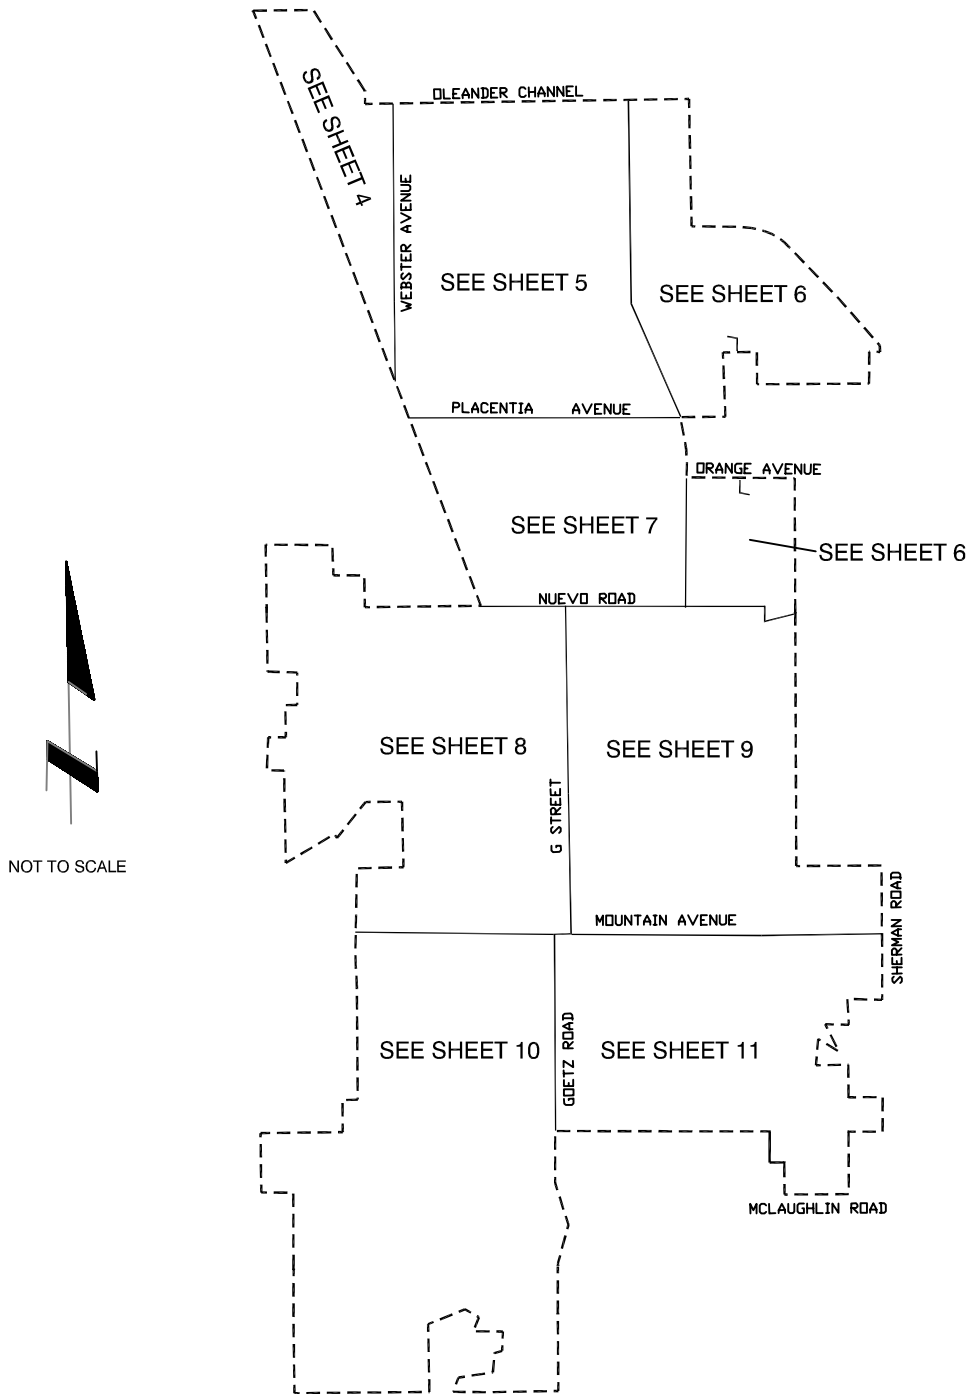 SEE SHEET 4
OLEANDER CHANNEL
WEBSTER AVENUE
SEE SHEET 5
SEE SHEET 6
PLACENTIA AVENUE
ORANGE AVENUE
SEE SHEET 7
SEE SHEET 6
NUEVO ROAD
SEE SHEET 8
SEE SHEET 9
G STREET
NOT TO SCALE
MOUNTAIN AVENUE
SHERMAN ROAD
SEE SHEET 10
GOETZ ROAD
SEE SHEET 11
MCLAUGHLIN ROAD